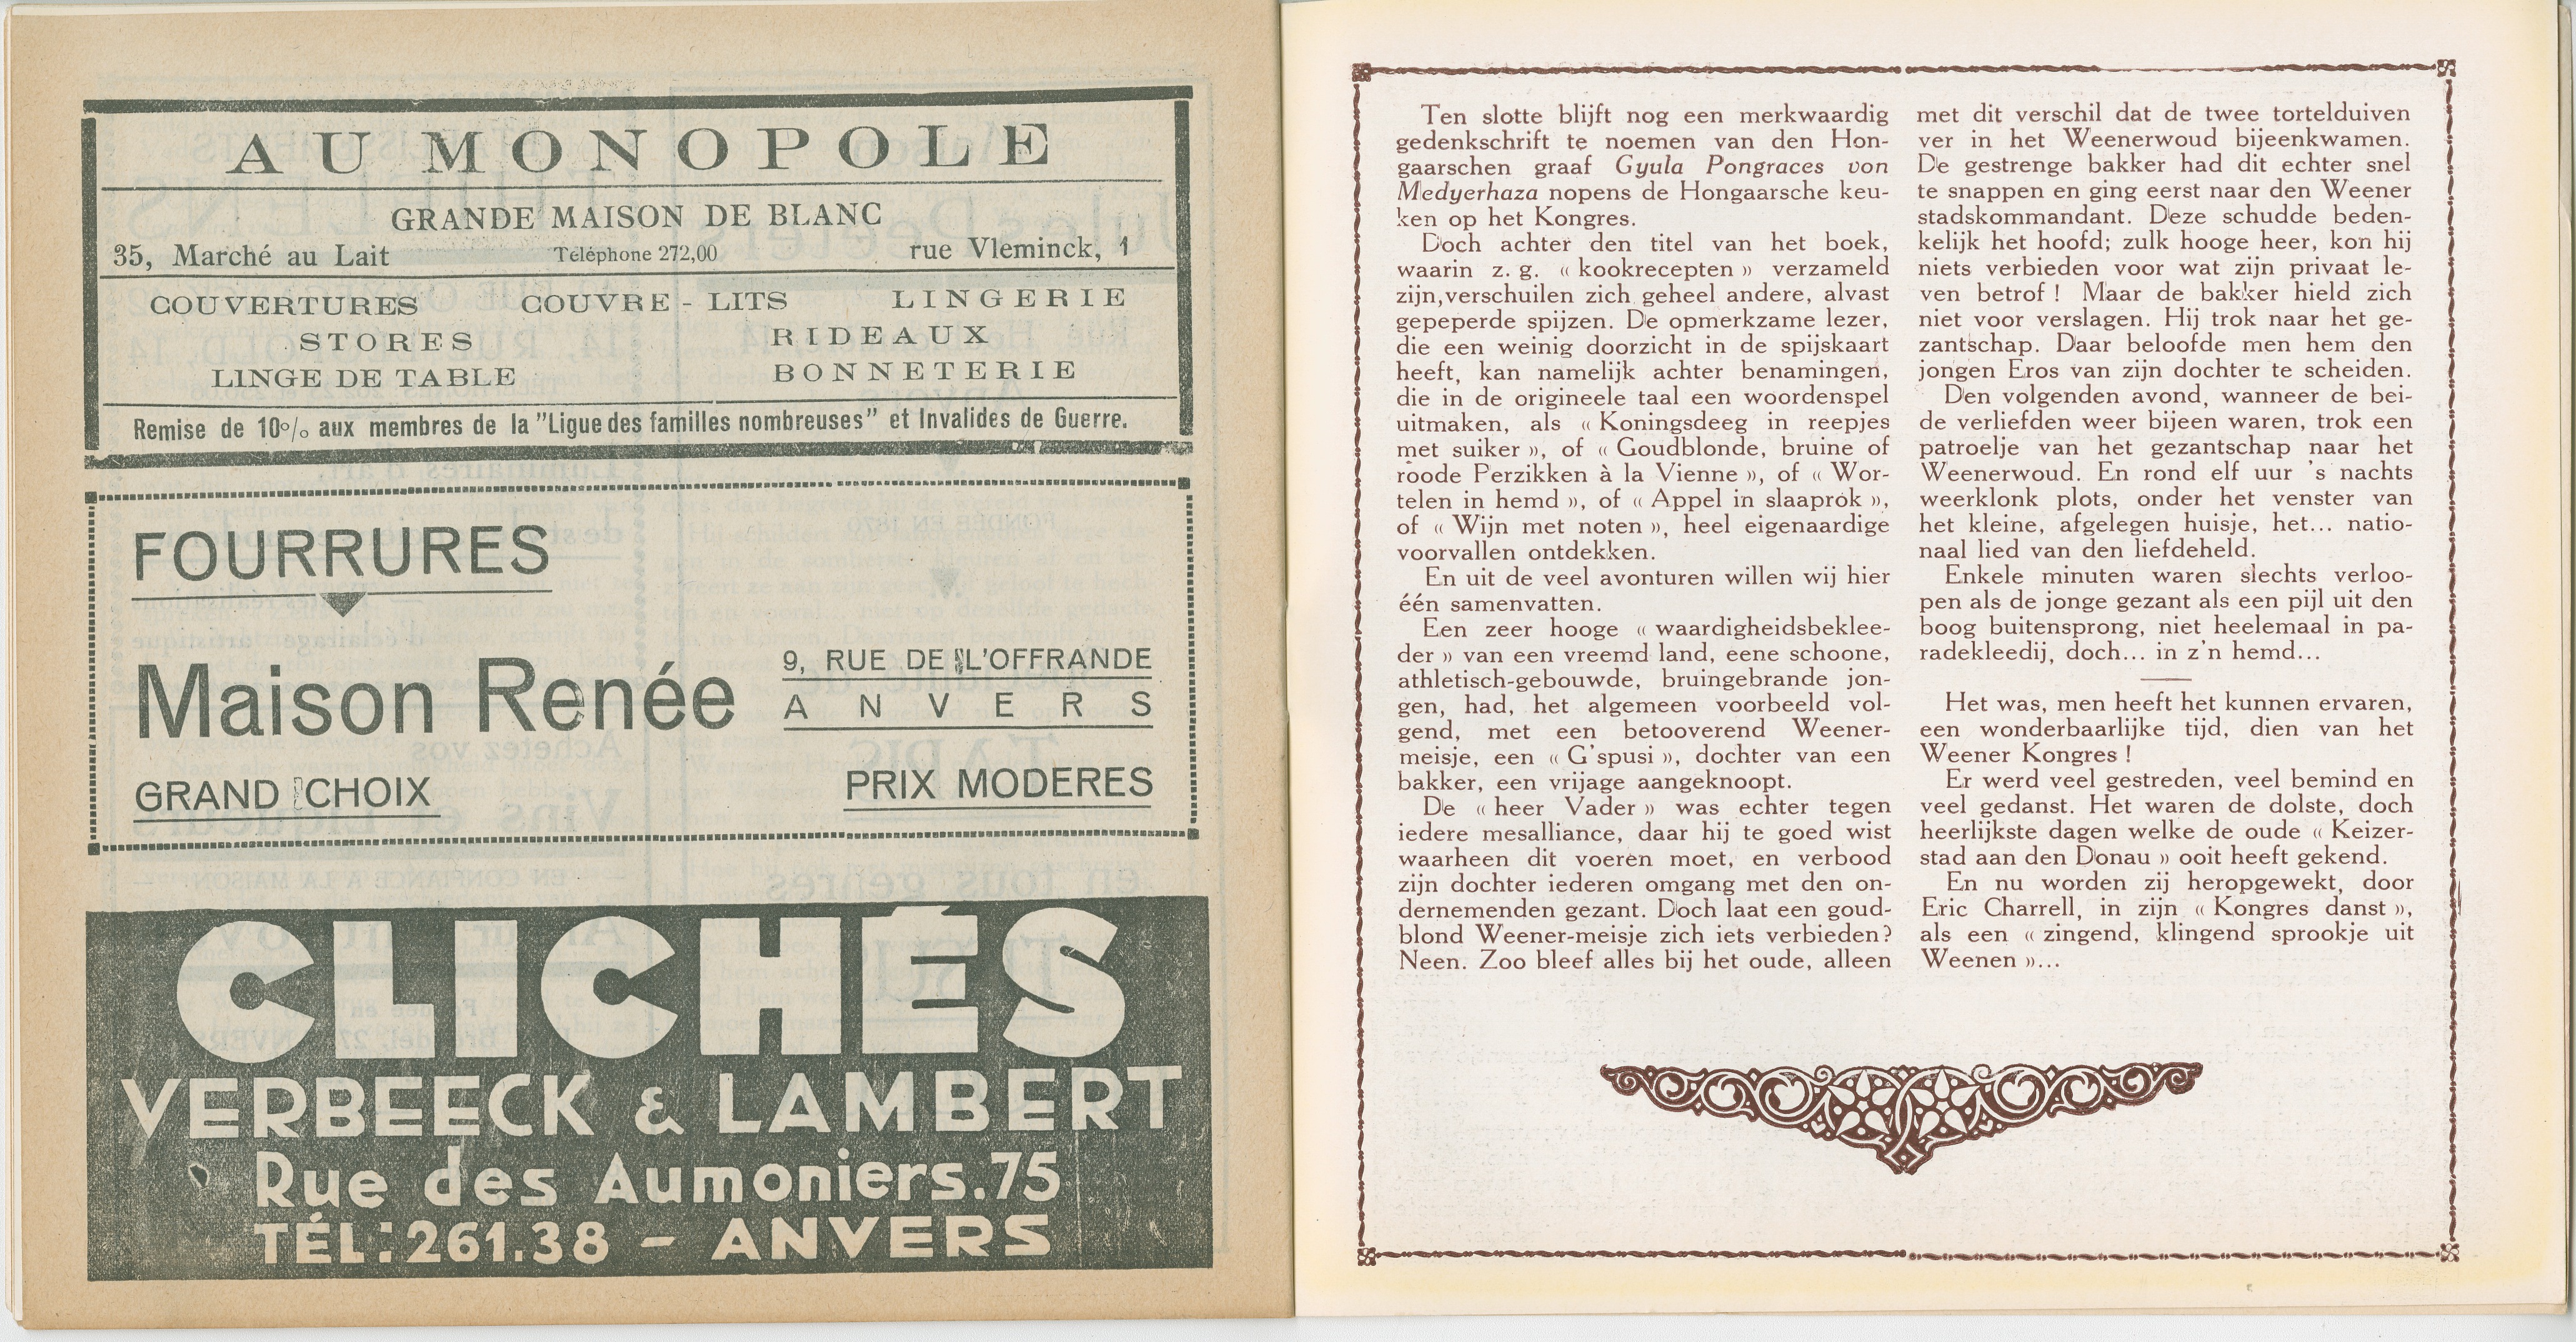 AU MONOPOLE
GRANDE MAISON DE BLANC
35, Marché au Lait Téléphone 272,00 rue Vleminck, 1
COUVERTURES COUVRE - LITS LINGERIE
STORES RIDEAUX
LINGE DE TABLE BONNETERIE
Remise de 10% aux membres de la "Ligue des familles nombreuses" et Invalides de Guerre.
FOURRURES
Maison Renée
9, RUE DE L'OFFRANDE
ANVERS
GRAND CHOIX
PRIX MODERES
CLICHÉS
VERBEECK & LAMBERT
Rue des Aumoniers.75
TÉL: 261.38 - ANVERS
Ten slotte blijft nog een merkwaardig
gedenkschrift te noemen van den Hon-
gaarschen graaf Gyula Pongraces von
Medyerhaza nopens de Hongaarsche keu-
ken op het Kongres.
Doch achter den titel van het boek,
waarin z. g. « kookrecepten » verzameld
zijn,verschuilen zich geheel andere, alvast
gepeperde spijzen. De opmerkzame lezer,
die een weinig doorzicht in de spijskaart
heeft, kan namelijk achter benamingen,
die in de origineele taal een woordenspel
uitmaken, als « Koningsdeeg in reepjes
met suiker », of « Goudblonde, bruine of
roode Perzikken à la Vienne », of « Wor-
telen in hemd », of « Appel in slaaprok »,
of « Wijn met noten », heel eigenaardige
voorvallen ontdekken.
En uit de veel avonturen willen wij hier
één samenvatten.
Een zeer hooge « waardigheidsbeklee-
der » van een vreemd land, eene schoone,
athletisch-gebouwde, bruingebrande jon-
gen, had, het algemeen voorbeeld vol-
gend, met een betooverend Weener-
meisje, een « G'spusi », dochter van een
bakker, een vrijage aangeknoopt.
De « heer Vader » was echter tegen
iedere mesalliance, daar hij te goed wist
waarheen dit voeren moet, en verbood
zijn dochter iederen omgang met den on-
dernemenden gezant. Doch laat een goud-
blond Weener-meisje zich iets verbieden?
Neen. Zoo bleef alles bij het oude, alleen
met dit verschil dat de twee tortelduiven
ver in het Weenerwoud bijeenkwamen.
De gestrenge bakker had dit echter snel
te snappen en ging eerst naar den Weener
stadskommandant. Deze schudde beden-
kelijk het hoofd; zulk hooge heer, kon hij
niets verbieden voor wat zijn privaat le-
ven betrof ! Maar de bakker hield zich
niet voor verslagen. Hij trok naar het ge-
zantschap. Daar beloofde men hem den
jongen Eros van zijn dochter te scheiden.
Den volgenden avond, wanneer de bei-
de verliefden weer bijeen waren, trok een
patroelje van het gezantschap naar het
Weenerwoud. En rond elf uur 's nachts
weerklonk plots, onder het venster van
het kleine, afgelegen huisje, het... natio-
naal lied van den liefdeheld.
Enkele minuten waren slechts verloo-
pen als de jonge gezant als een pijl uit den
boog buitensprong, niet heelemaal in pa-
radekleedij, doch... in z'n hemd...
Het was, men heeft het kunnen ervaren,
een wonderbaarlijke tijd, dien van het
Weener Kongres !
Er werd veel gestreden, veel bemind en
veel gedanst. Het waren de dolste, doch
heerlijkste dagen welke de oude « Keizer-
stad aan den Donau » ooit heeft gekend.
En nu worden zij heropgewekt, door
Eric Charrell, in zijn « Kongres danst »,
als een « zingend, klingend sprookje uit
Weenen »...